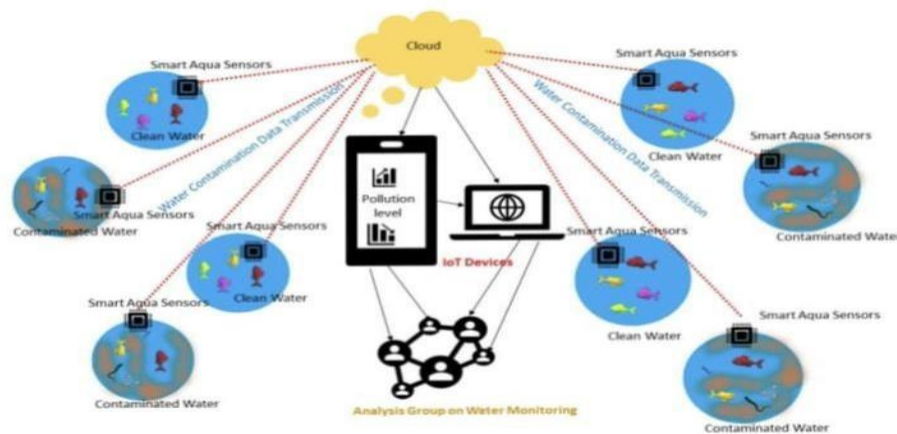 Cloud
Smart Aqua Sensors
Clean Water
Water Contamination Data Transmission
Smart Aqua Sensors
Contaminated Water
Smart Aqua Sensors
Clean Water
Smart Aqua Sensors
Contaminated Water
Pollution
level
IoT Devices
Analysis Group on Water Monitoring
Smart Aqua Sensors
Clean Water
Water Contamination Data Transmission
Smart Aqua Sensors
Contaminated Water
Smart Aqua Sensors
Clean Water
Smart Aqua Sensors
Contaminated Water